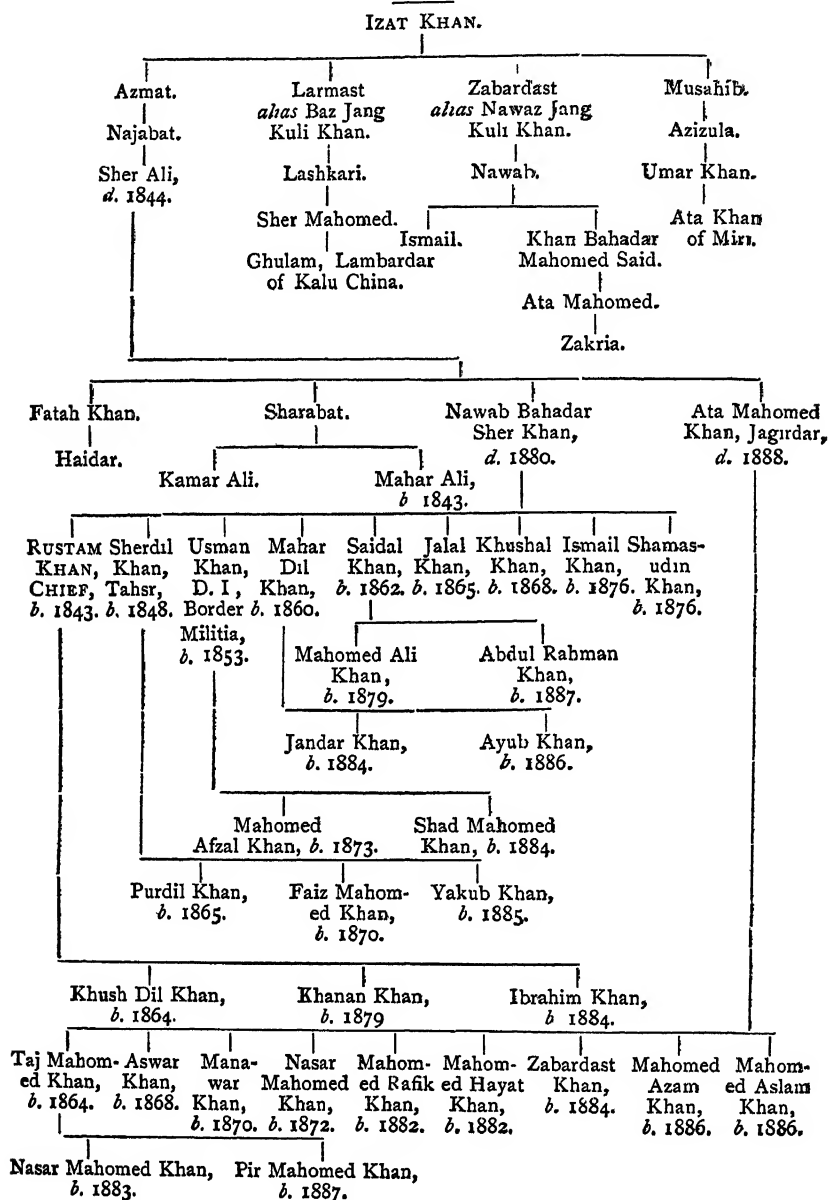 IZAT KHAN.
Azmat.
Larmast
alias Baz Jang
Kuli Khan.
Zabardast
alias Nawaz Jang
Kuli Khan.
Musahib.
Najabat.
Lashkari.
Nawab.
Azizula.
Sher Ali,
d. 1844.
Sher Mahomed.
Ismail.
Khan Bahadar
Mahomed Said.
Umar Khan.
Ghulam, Lambardar
of Kalu China.
Ata Mahomed.
Ata Khan
of Miri.
Zakria.
Fatah Khan.
Sharabat.
Nawab Bahadar
Sher Khan,
d. 1880.
Ata Mahomed
Khan, Jagirdar,
d. 1888.
Haidar.
Kamar Ali.
Mahar Ali,
b 1843.
RUSTAM
KHAN,
CHIEF,
b. 1843.
Sherdil
Khan,
Tahsr,
b. 1848.
Usman
Khan,
D. I,
Border
Militia,
b. 1853.
Mahar
Dil
Khan,
b. 1860.
Saidal
Khan,
b. 1862.
Jalal
Khan,
b. 1865.
Khushal
Khan,
b. 1868.
Ismail
Khan,
b. 1876.
Shamas-
udin
Khan,
b. 1876.
Mahomed Ali
Khan,
b. 1879.
Abdul Rahman
Khan,
b. 1887.
Jandar Khan,
b. 1884.
Ayub Khan,
b. 1886.
Mahomed
Afzal Khan, b. 1873.
Shad Mahomed
Khan, b. 1884.
Purdil Khan,
b. 1865.
Faiz Mahom-
ed Khan,
b. 1870.
Yakub Khan,
b. 1885.
Khush Dil Khan,
b. 1864.
Khanan Khan,
b. 1879
Ibrahim Khan,
b 1884.
Taj Mahom-
ed Khan,
b. 1864.
Aswar
Khan,
b. 1868.
Mana-
war
Khan,
b. 1870.
Nasar
Mahomed
Khan,
b. 1872.
Mahom-
ed Rafik
Khan,
b. 1882.
Mahom-
ed Hayat
Khan,
b. 1882.
Zabardast
Khan,
b. 1884.
Mahomed
Azam
Khan,
b. 1886.
Mahom-
ed Aslam
Khan,
b. 1886.
Nasar Mahomed Khan,
b. 1883.
Pir Mahomed Khan,
b. 1887.